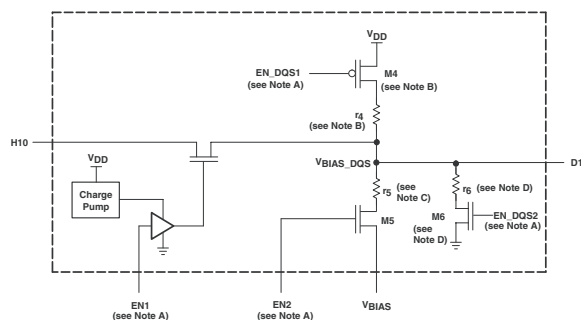 VDD
EN_DQS1
(see Note A)
M4
(see Note B)
r4
(see Note B)
H10
VDD
VBIAS_DQS
D1
Charge
Pump
r5
(see
Note C)
r6
(see Note D)
M5
M6
(see
Note D)
EN_DQS2
(see Note A)
EN1
(see Note A)
EN2
(see Note A)
VBIAS